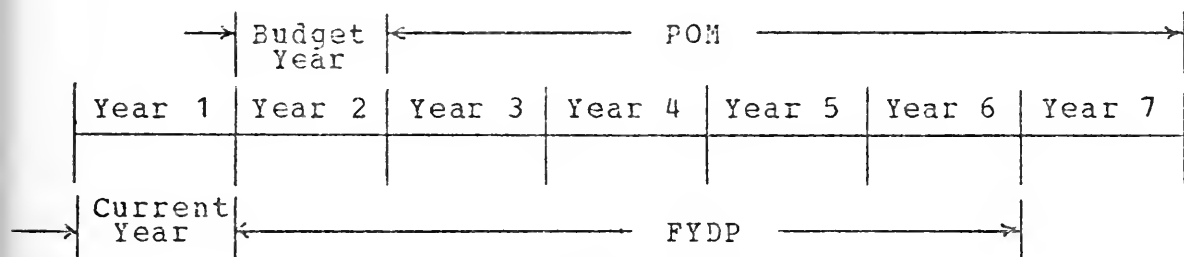 Budget POM
Year
Year 1 Year 2 Year 3 Year 4 Year 5 Year 6 Year 7
Current
Year FYDP